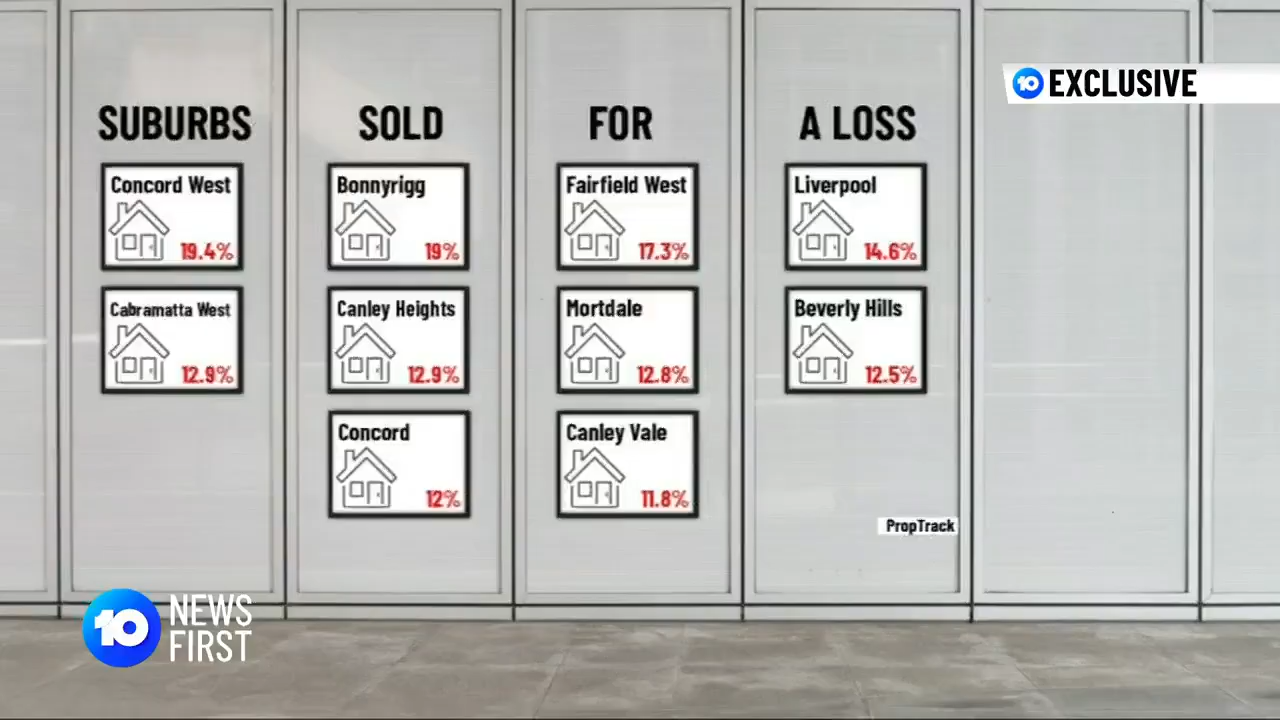 10 EXCLUSIVE
SUBURBS SOLD FOR A LOSS
Concord West
19.4%
Bonnyrigg
19%
Fairfield West
17.3%
Liverpool
14.6%
Cabramatta West
12.9%
Canley Heights
12.9%
Mortdale
12.8%
Beverly Hills
12.5%
Concord
12%
Canley Vale
11.8%
PropTrack
10 NEWS
FIRST